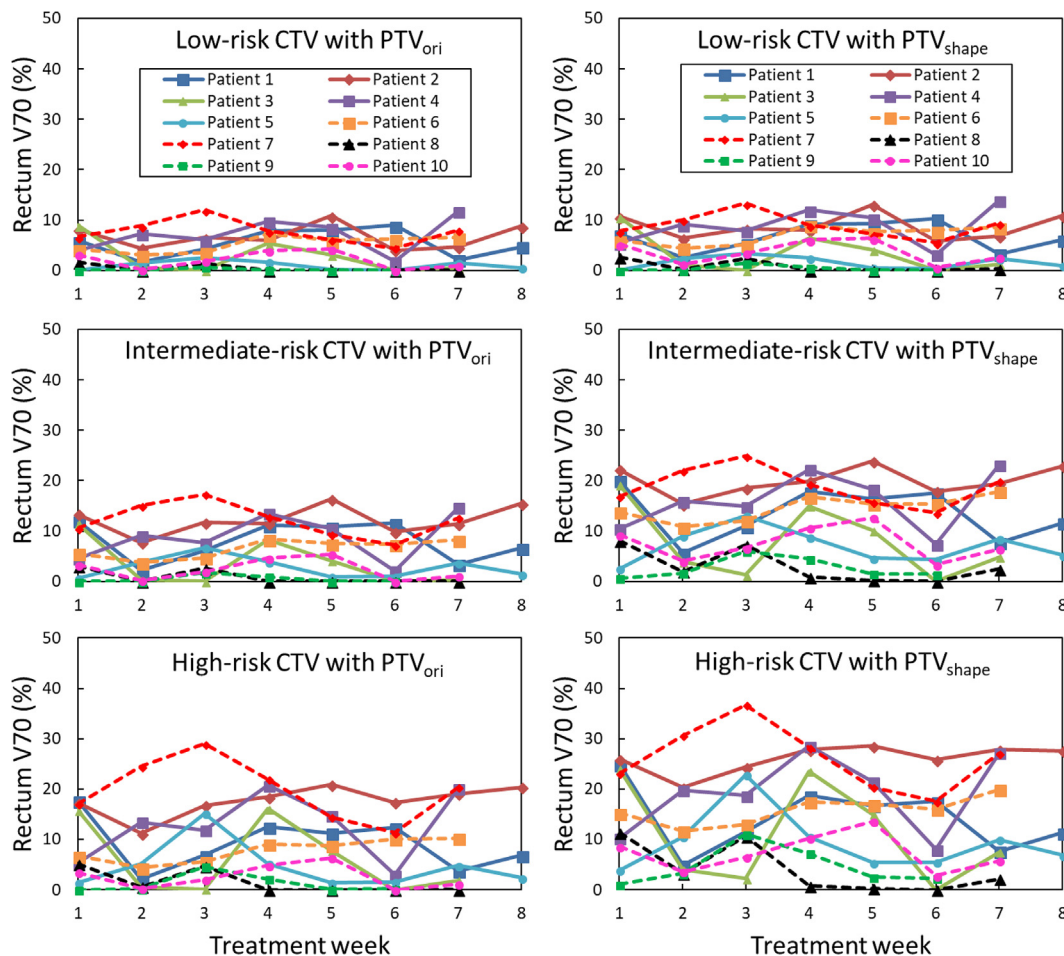 Low-risk CTV with PTVori
Rectum V70 (%)
50
40
30
20
10
0
1 2 3 4 5 6 7 8
Patient 1 Patient 2
Patient 3 Patient 4
Patient 5 Patient 6
Patient 7 Patient 8
Patient 9 Patient 10
Low-risk CTV with PTVshape
Rectum V70 (%)
50
40
30
20
10
0
1 2 3 4 5 6 7 8
Patient 1 Patient 2
Patient 3 Patient 4
Patient 5 Patient 6
Patient 7 Patient 8
Patient 9 Patient 10
Intermediate-risk CTV with PTVori
Rectum V70 (%)
50
40
30
20
10
0
1 2 3 4 5 6 7 8
Intermediate-risk CTV with PTVshape
Rectum V70 (%)
50
40
30
20
10
0
1 2 3 4 5 6 7 8
High-risk CTV with PTVori
Rectum V70 (%)
50
40
30
20
10
0
1 2 3 4 5 6 7 8
Treatment week
High-risk CTV with PTVshape
Rectum V70 (%)
50
40
30
20
10
0
1 2 3 4 5 6 7 8
Treatment week